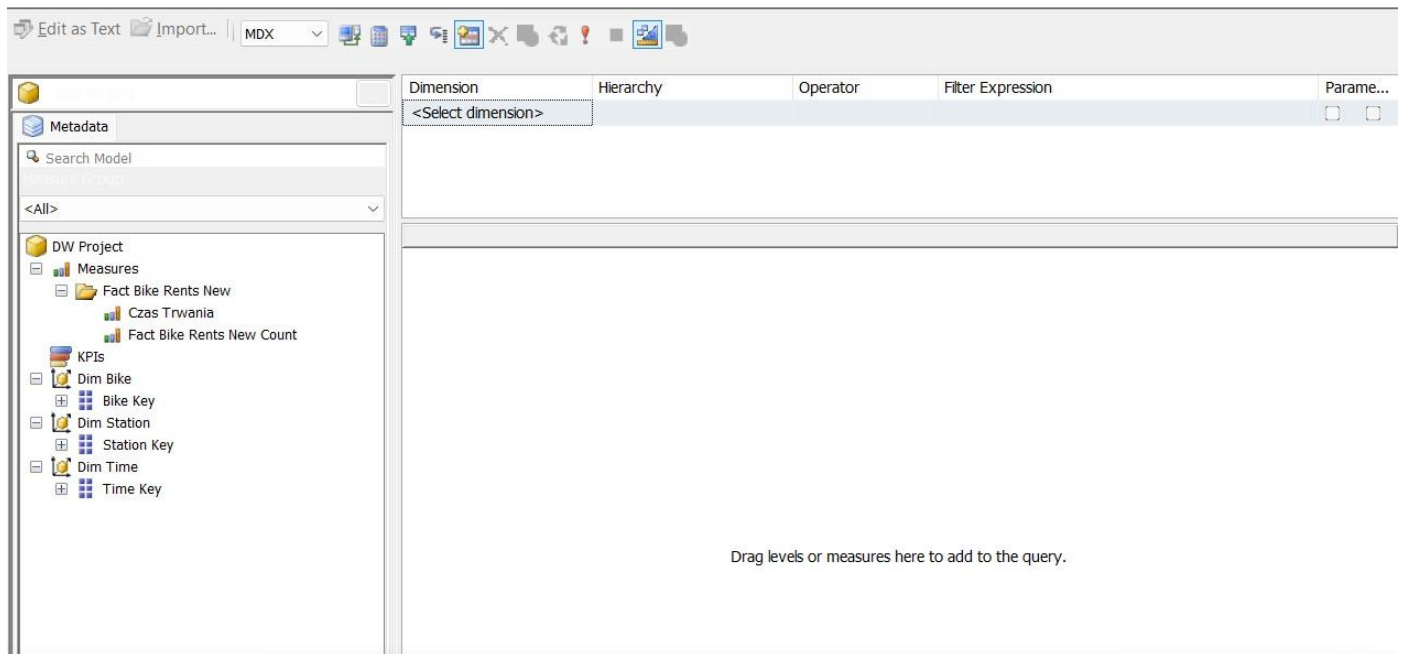 Edit as Text Import... MDX
Dimension Hierarchy Operator Filter Expression Parame...
<Select dimension>
Metadata
Search Model
Measure Group:
<All>
DW Project
Measures
Fact Bike Rents New
Czas Trwania
Fact Bike Rents New Count
KPIs
Dim Bike
Bike Key
Dim Station
Station Key
Dim Time
Time Key
Drag levels or measures here to add to the query.